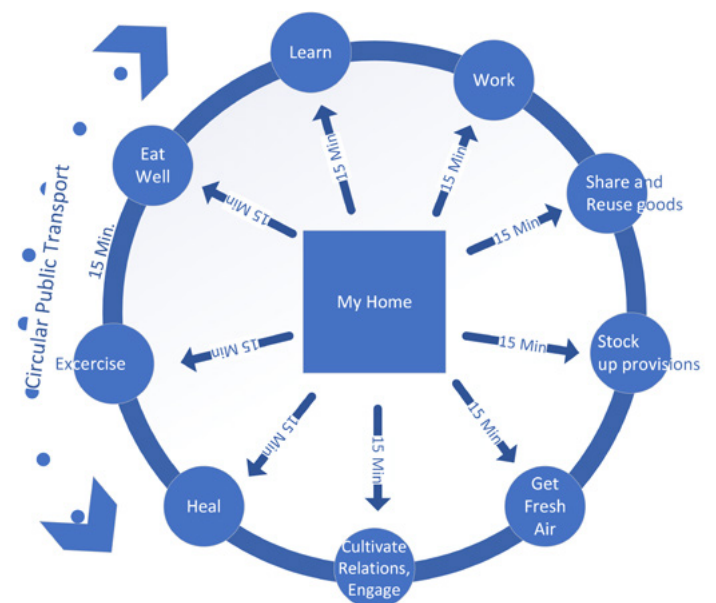 Learn
Work
Eat
Well
Share and
Reuse goods
15 Min
15 Min
15 Min
15 Min
15 Min.
Circular Public Transport
My Home
Excercise
15 Min
15 Min
Stock
up provisions
15 Min
15 Min
15 Min
Heal
Get
Fresh
Air
Cultivate
Relations,
Engage